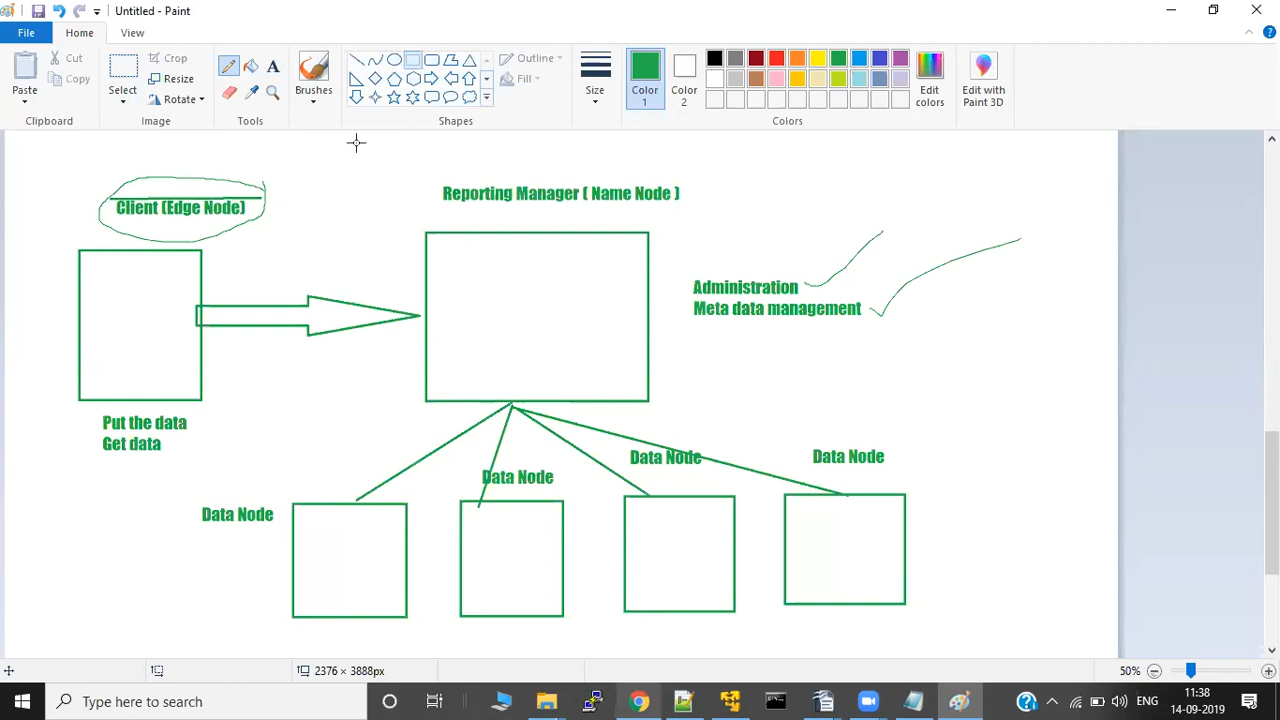 Untitled - Paint
File
Home
View
Paste
Cut
Copy
Clipboard
Select
Crop
Resize
Rotate
Image
A
Tools
Brushes
Shapes
Outline
Fill
Size
Color
1
Color
2
Edit
colors
Edit with
Paint 3D
Colors
Client (Edge Node)
Reporting Manager ( Name Node )
Administration
Meta data management
Put the data
Get data
Data Node
Data Node
Data Node
Data Node
2376 × 3888px
50%
Type here to search
ENG
11:38
14-09-2019